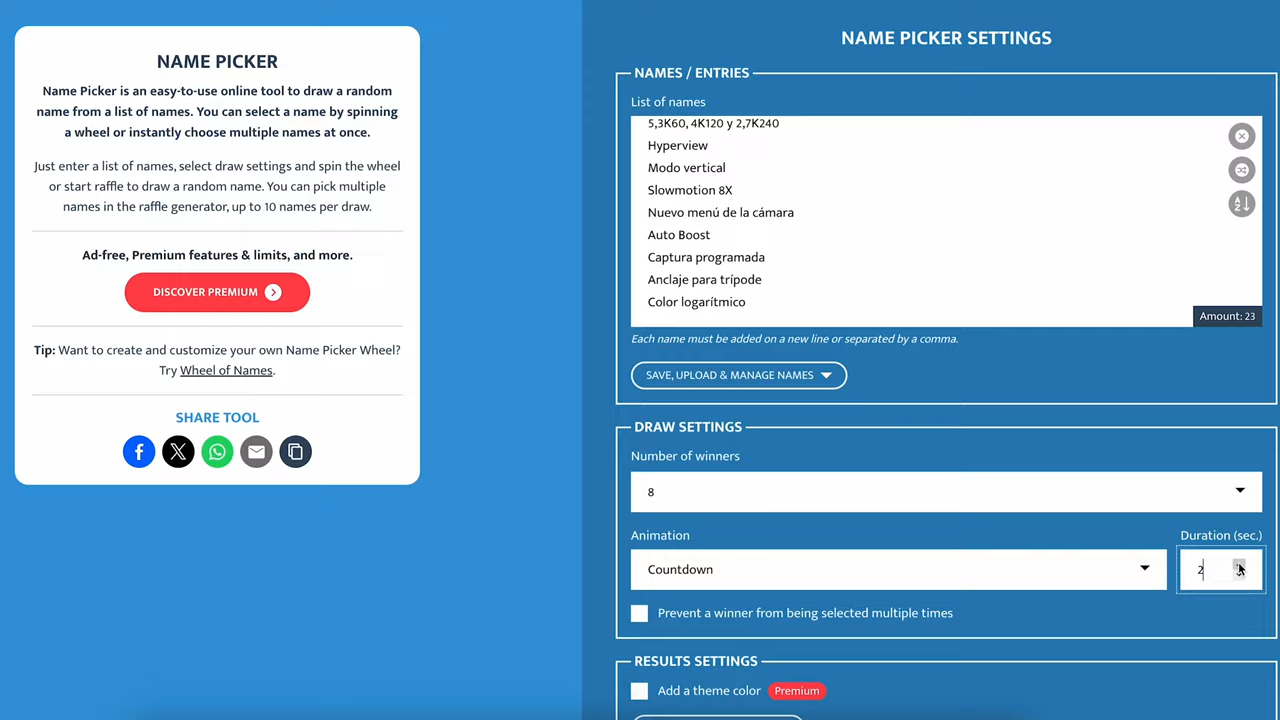 NAME PICKER
Name Picker is an easy-to-use online tool to draw a random
name from a list of names. You can select a name by spinning
a wheel or instantly choose multiple names at once.
Just enter a list of names, select draw settings and spin the wheel
or start raffle to draw a random name. You can pick multiple
names in the raffle generator, up to 10 names per draw.
Ad-free, Premium features & limits, and more.
DISCOVER PREMIUM
Tip: Want to create and customize your own Name Picker Wheel?
Try Wheel of Names.
SHARE TOOL
NAME PICKER SETTINGS
NAMES / ENTRIES
List of names
5,3K60, 4K120 y 2,7K240
Hyperview
Modo vertical
Slowmotion 8X
Nuevo menú de la cámara
Auto Boost
Captura programada
Anclaje para trípode
Color logarítmico
Amount: 23
Each name must be added on a new line or separated by a comma.
SAVE, UPLOAD & MANAGE NAMES
DRAW SETTINGS
Number of winners
8
Animation
Duration (sec.)
Countdown
2
Prevent a winner from being selected multiple times
RESULTS SETTINGS
Add a theme color Premium